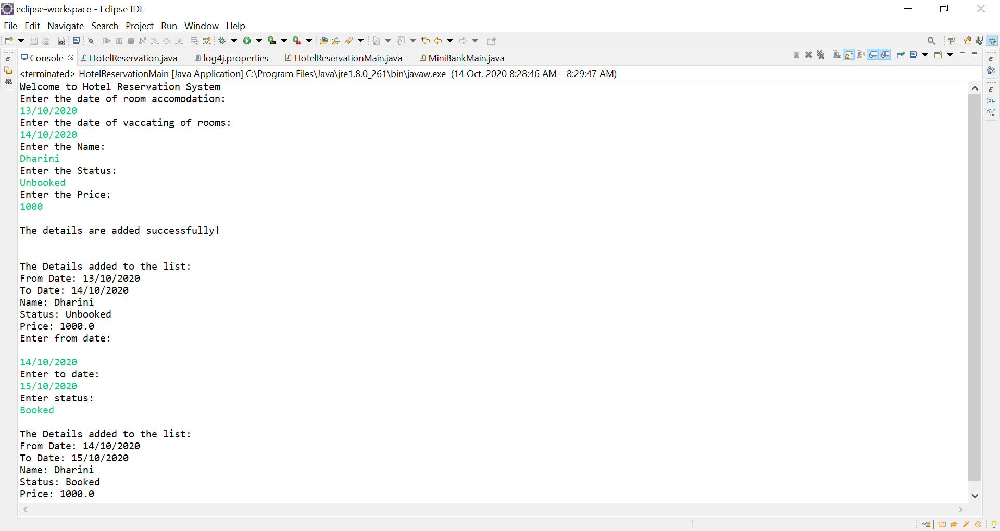 eclipse-workspace - Eclipse IDE
File Edit Navigate Search Project Run Window Help
Console HotelReservation.java log4j.properties HotelReservationMain.java MiniBankMain.java
<terminated> HotelReservationMain [Java Application] C:\Program Files\Java\jre1.8.0_261\bin\javaw.exe (14 Oct, 2020 8:28:46 AM – 8:29:47 AM)
Welcome to Hotel Reservation System
Enter the date of room accomodation:
13/10/2020
Enter the date of vaccating of rooms:
14/10/2020
Enter the Name:
Dharini
Enter the Status:
Unbooked
Enter the Price:
1000
The details are added successfully!
The Details added to the list:
From Date: 13/10/2020
To Date: 14/10/2020
Name: Dharini
Status: Unbooked
Price: 1000.0
Enter from date:
14/10/2020
Enter to date:
15/10/2020
Enter status:
Booked
The Details added to the list:
From Date: 14/10/2020
To Date: 15/10/2020
Name: Dharini
Status: Booked
Price: 1000.0